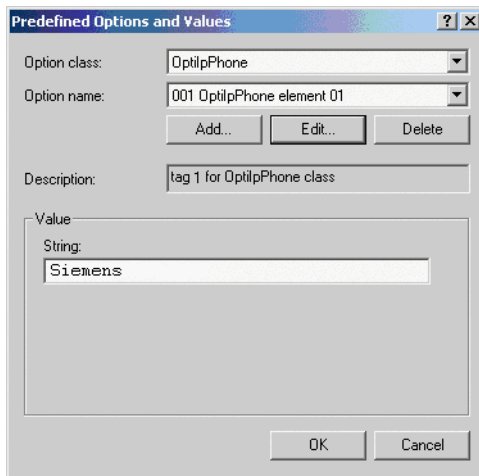 Predefined Options and Values
Option class: OptiIpPhone
Option name: 001 OptiIpPhone element 01
Add... Edit... Delete
Description: tag 1 for OptiIpPhone class
Value
String:
Siemens
OK Cancel